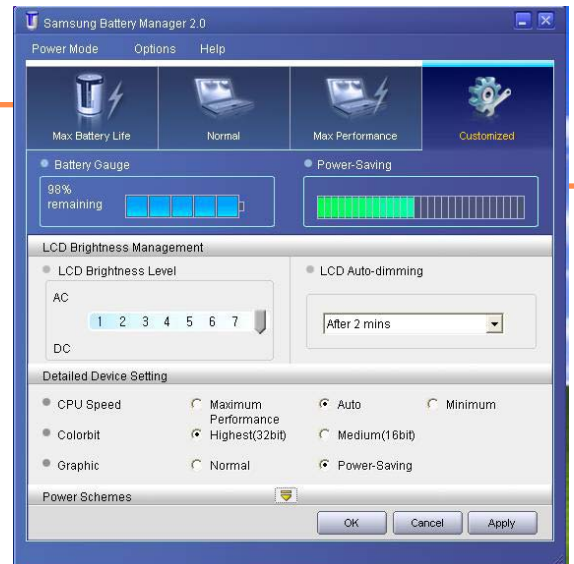 Samsung Battery Manager 2.0
Power Mode Options Help
Max Battery Life Normal Max Performance Customized
Battery Gauge Power-Saving
98%
remaining
LCD Brightness Management
LCD Brightness Level LCD Auto-dimming
AC
1 2 3 4 5 6 7
After 2 mins
DC
Detailed Device Setting
CPU Speed Maximum Auto Minimum
Performance
Colorbit Highest(32bit) Medium(16bit)
Graphic Normal Power-Saving
Power Schemes
OK Cancel Apply